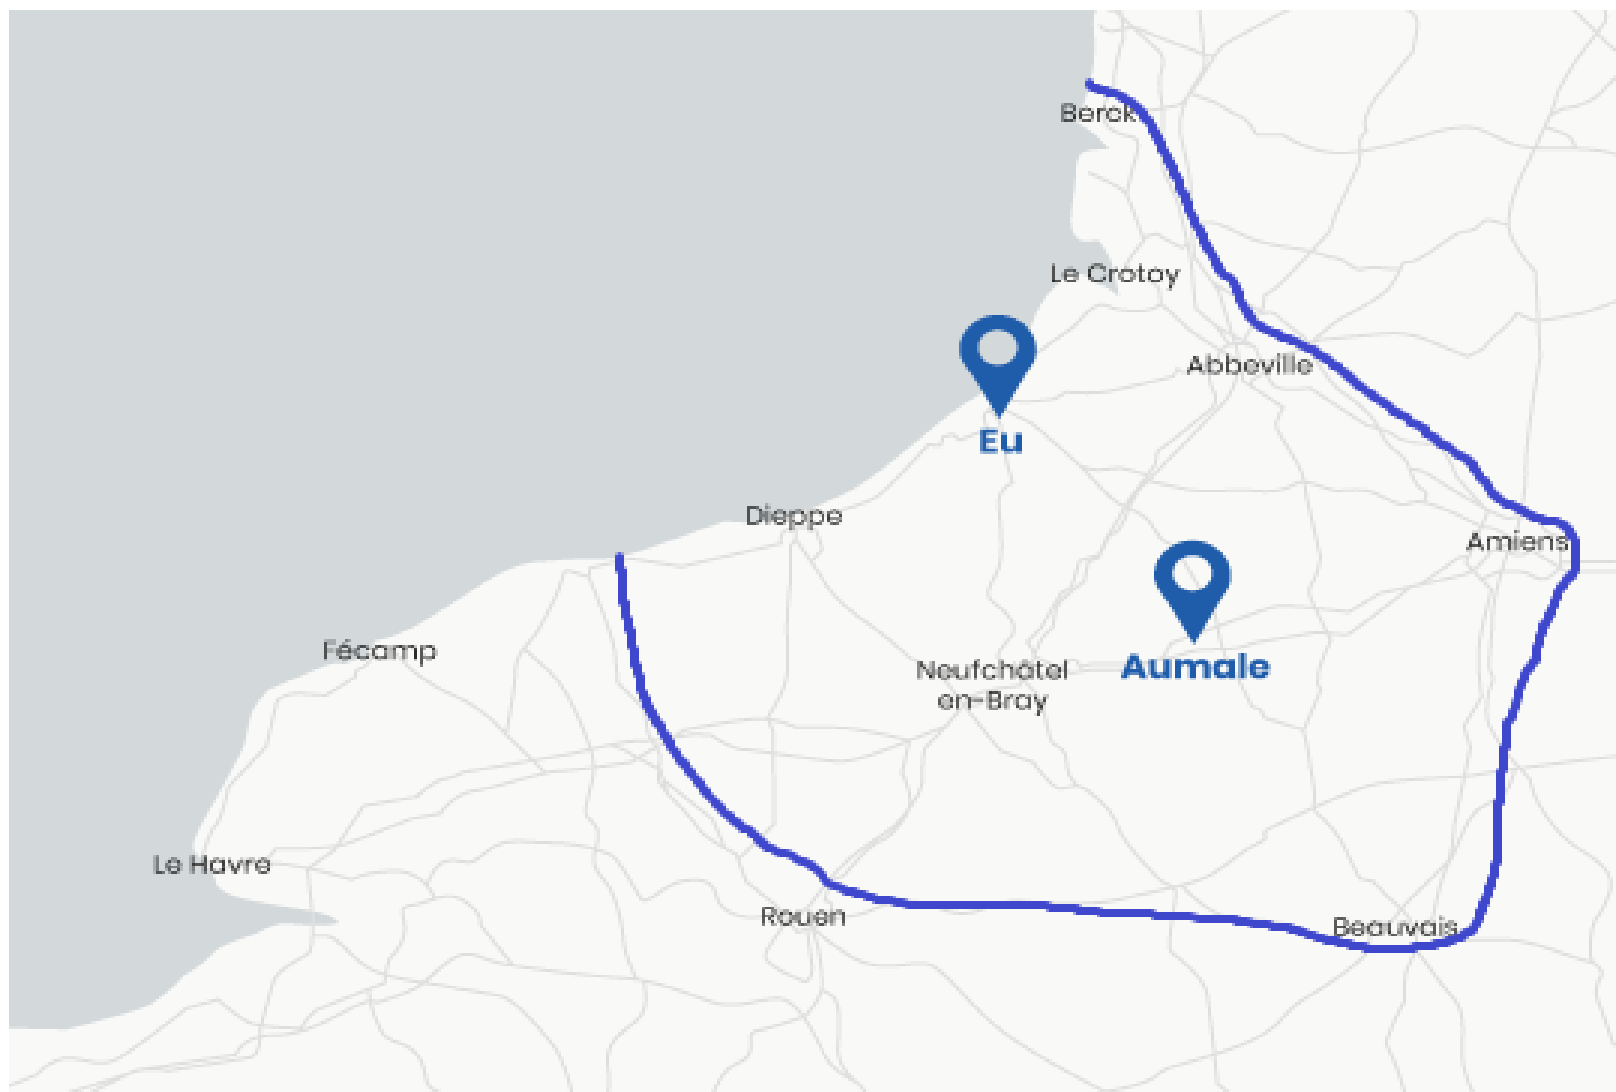 Berck
Le Crotoy
Abbeville
Eu
Dieppe
Amiens
Fécamp
Neufchâtel
en-Bray
Aumale
Le Havre
Rouen
Beauvais